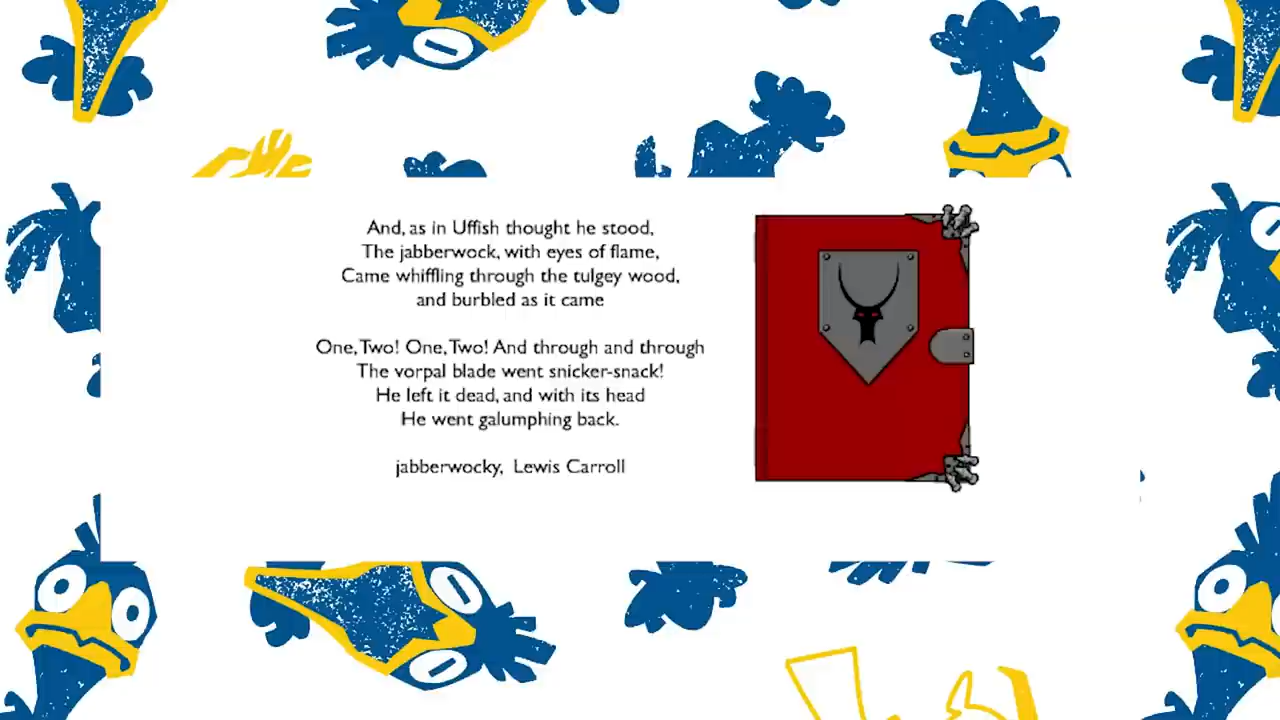 And, as in Uffish thought he stood,
The jabberwock, with eyes of flame,
Came whiffling through the tulgey wood,
and burbled as it came
One, Two! One, Two! And through and through
The vorpal blade went snicker-snack!
He left it dead, and with its head
He went galumphing back.
jabberwocky, Lewis Carroll